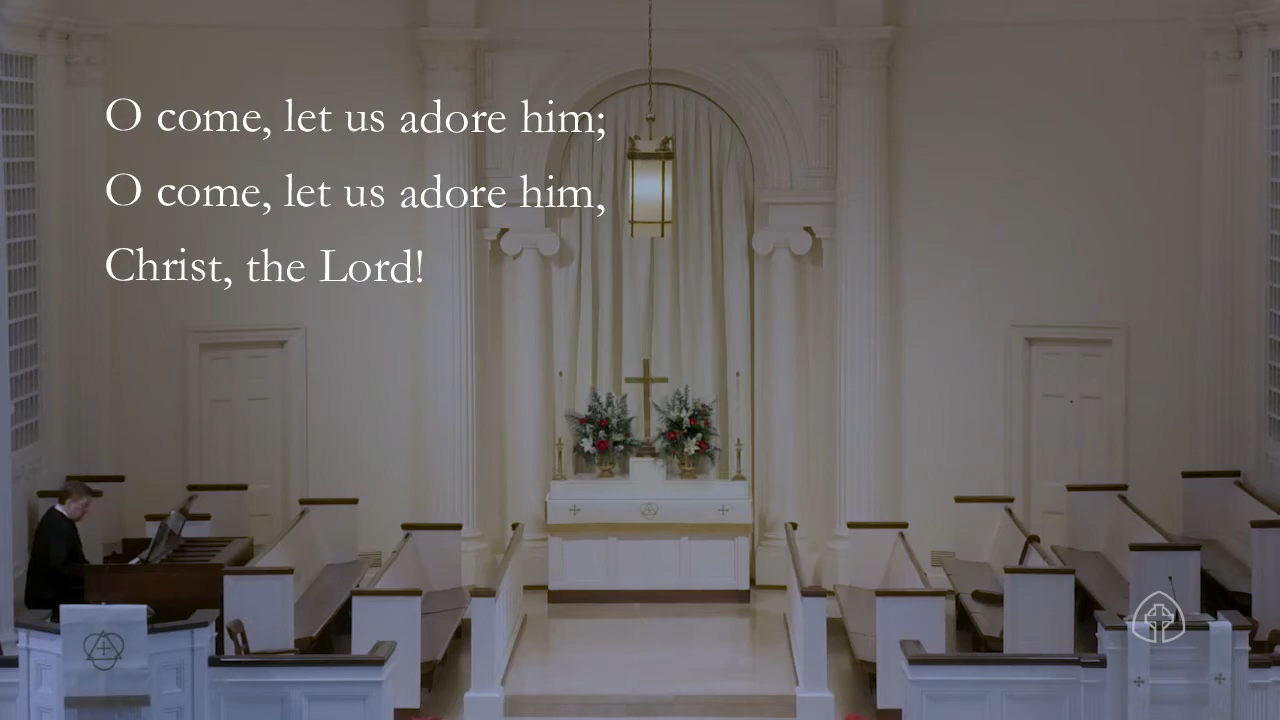 O come, let us adore him;
O come, let us adore him,
Christ, the Lord!